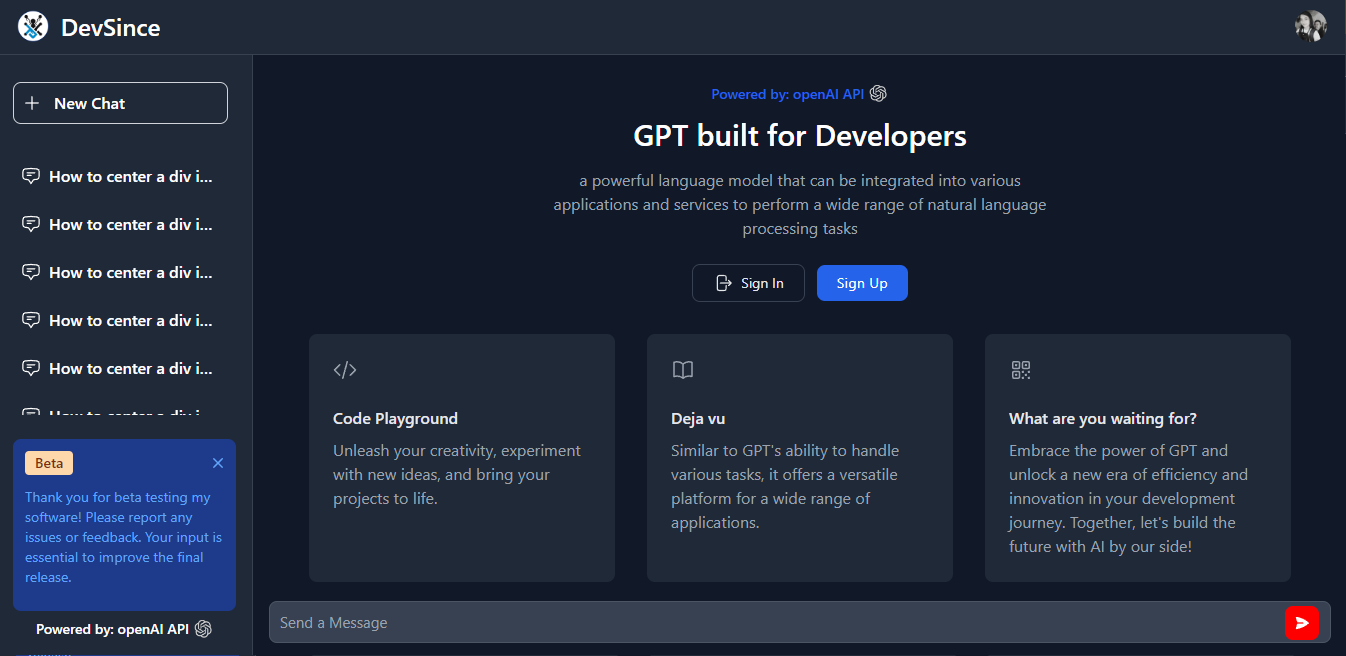 DevSince
New Chat
How to center a div i...
How to center a div i...
How to center a div i...
How to center a div i...
How to center a div i...
How to center a div i...
Beta
Thank you for beta testing my
software! Please report any
issues or feedback. Your input is
essential to improve the final
release.
Powered by: openAI API
Powered by: openAI API
GPT built for Developers
a powerful language model that can be integrated into various
applications and services to perform a wide range of natural language
processing tasks
Sign In
Sign Up
Code Playground
Unleash your creativity, experiment
with new ideas, and bring your
projects to life.
Deja vu
Similar to GPT's ability to handle
various tasks, it offers a versatile
platform for a wide range of
applications.
What are you waiting for?
Embrace the power of GPT and
unlock a new era of efficiency and
innovation in your development
journey. Together, let's build the
future with AI by our side!
Send a Message